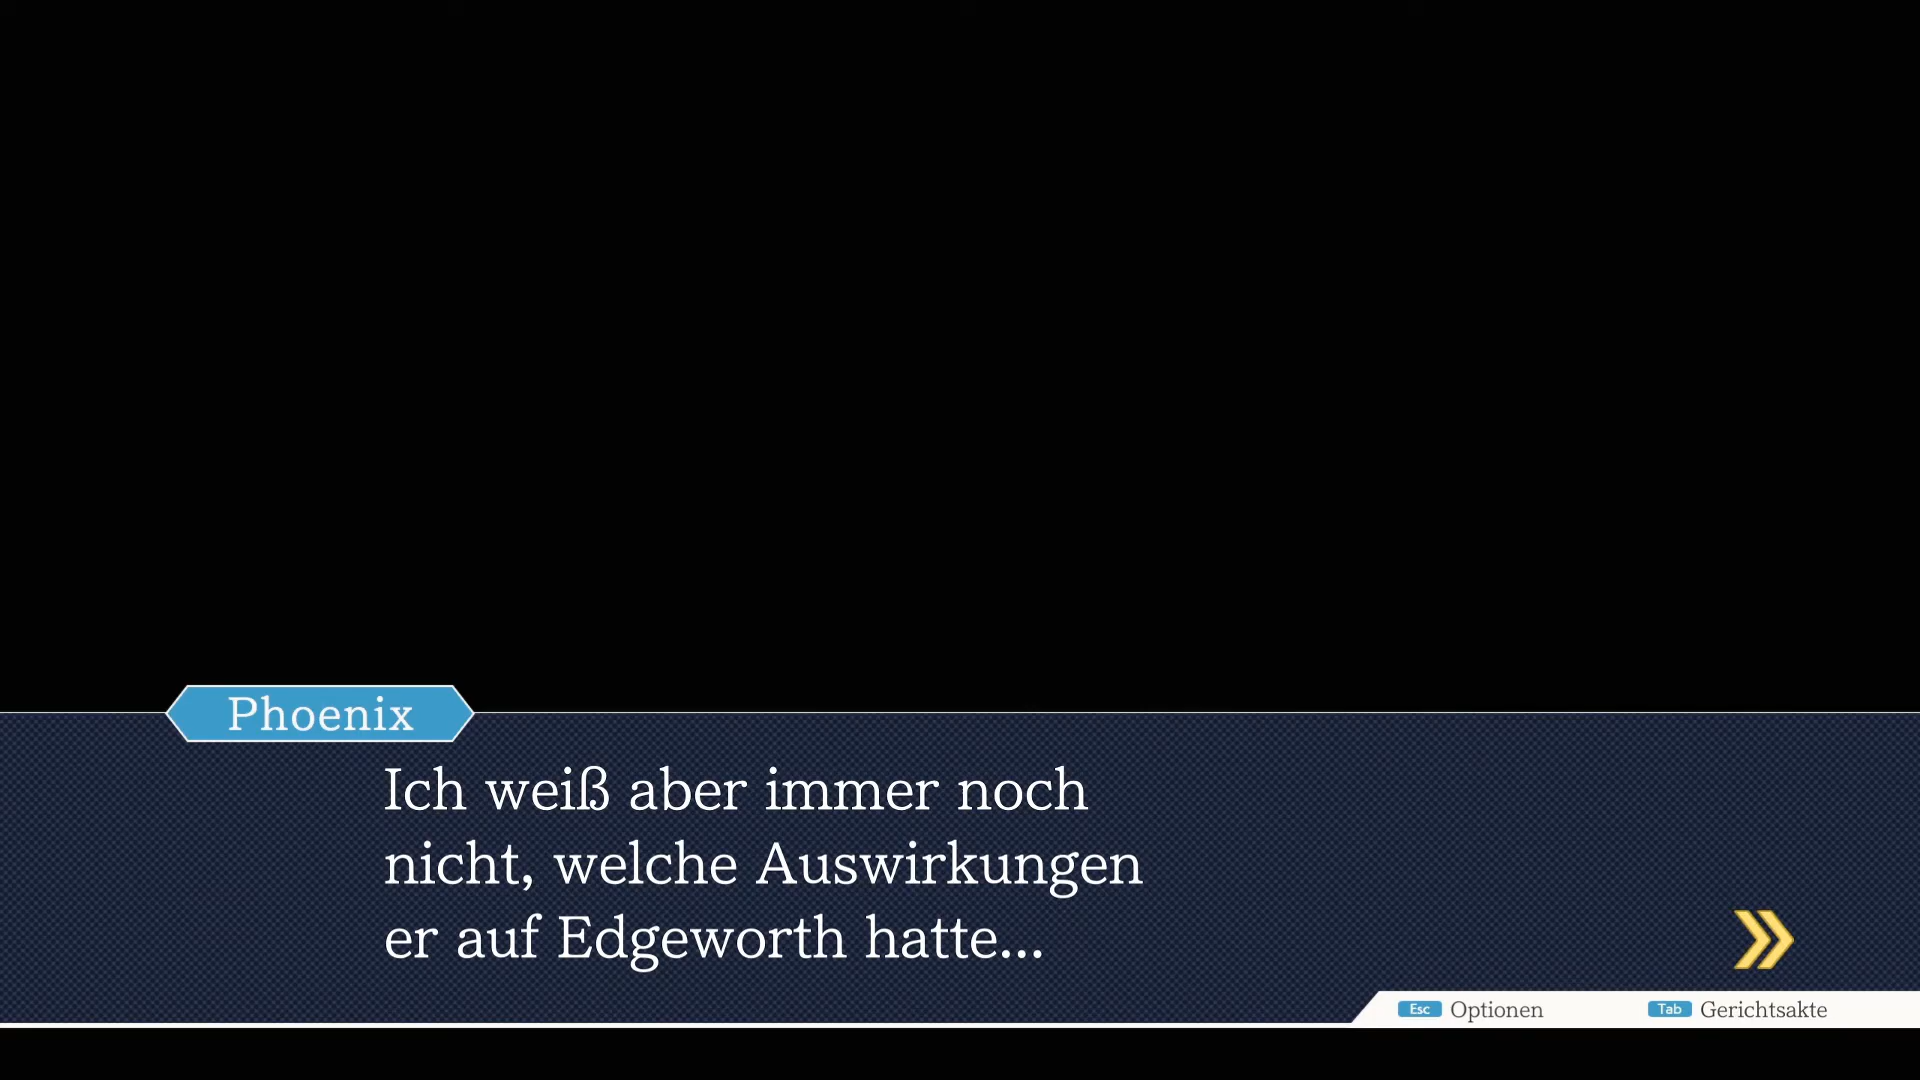 Phoenix
Ich weiß aber immer noch
nicht, welche Auswirkungen
er auf Edgeworth hatte...
Esc Optionen Tab Gerichtsakte